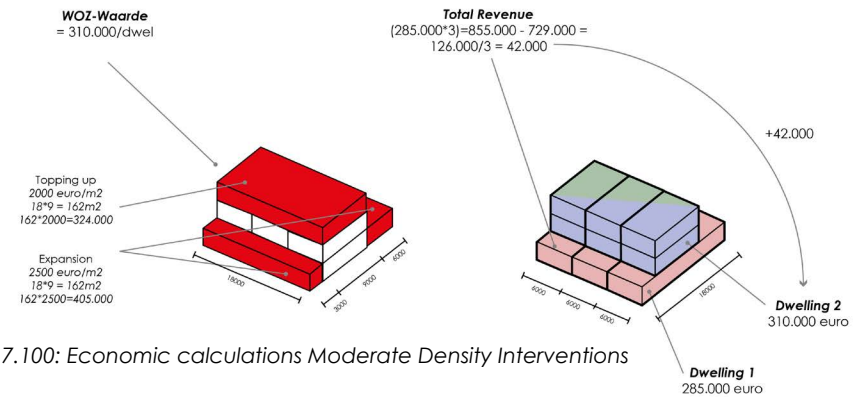 WOZ-Waarde
= 310.000/dwel
Total Revenue
(285.000*3)=855.000 - 729.000 =
126.000/3 = 42.000
+42.000
Topping up
2000 euro/m2
18*9 = 162m2
162*2000=324.000
Expansion
2500 euro/m2
18*9 = 162m2
162*2500=405.000
18000
3000
9000
6000
6000
6000
6000
18000
Dwelling 2
310.000 euro
Dwelling 1
285.000 euro
7.100: Economic calculations Moderate Density Interventions